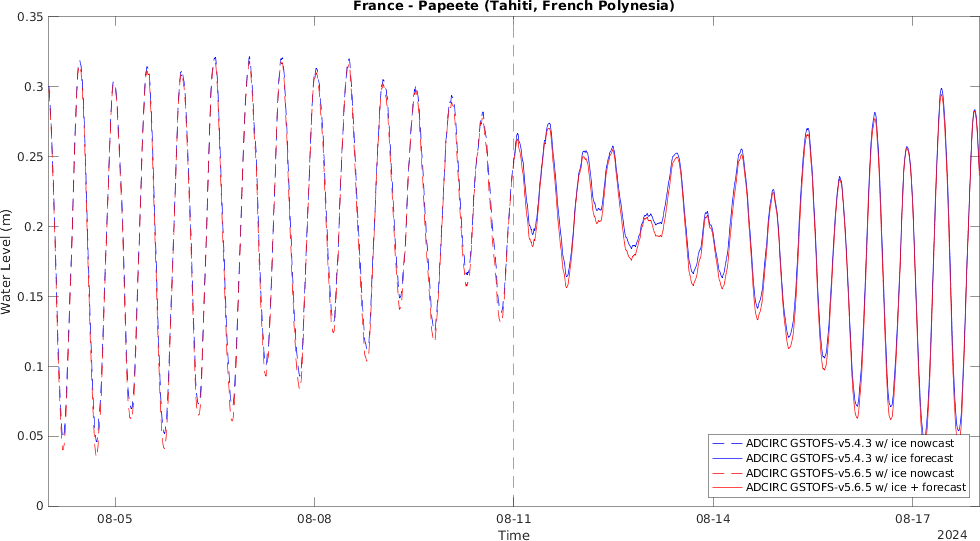 France - Papeete (Tahiti, French Polynesia)
0.35
0.3
0.25
0.2
0.15
0.1
0.05
0
Water Level (m)
ADCIRC GSTOFS-v5.4.3 w/ ice nowcast
ADCIRC GSTOFS-v5.4.3 w/ ice forecast
ADCIRC GSTOFS-v5.6.5 w/ ice nowcast
ADCIRC GSTOFS-v5.6.5 w/ ice + forecast
08-05 08-08 08-11 08-14 08-17
Time
2024